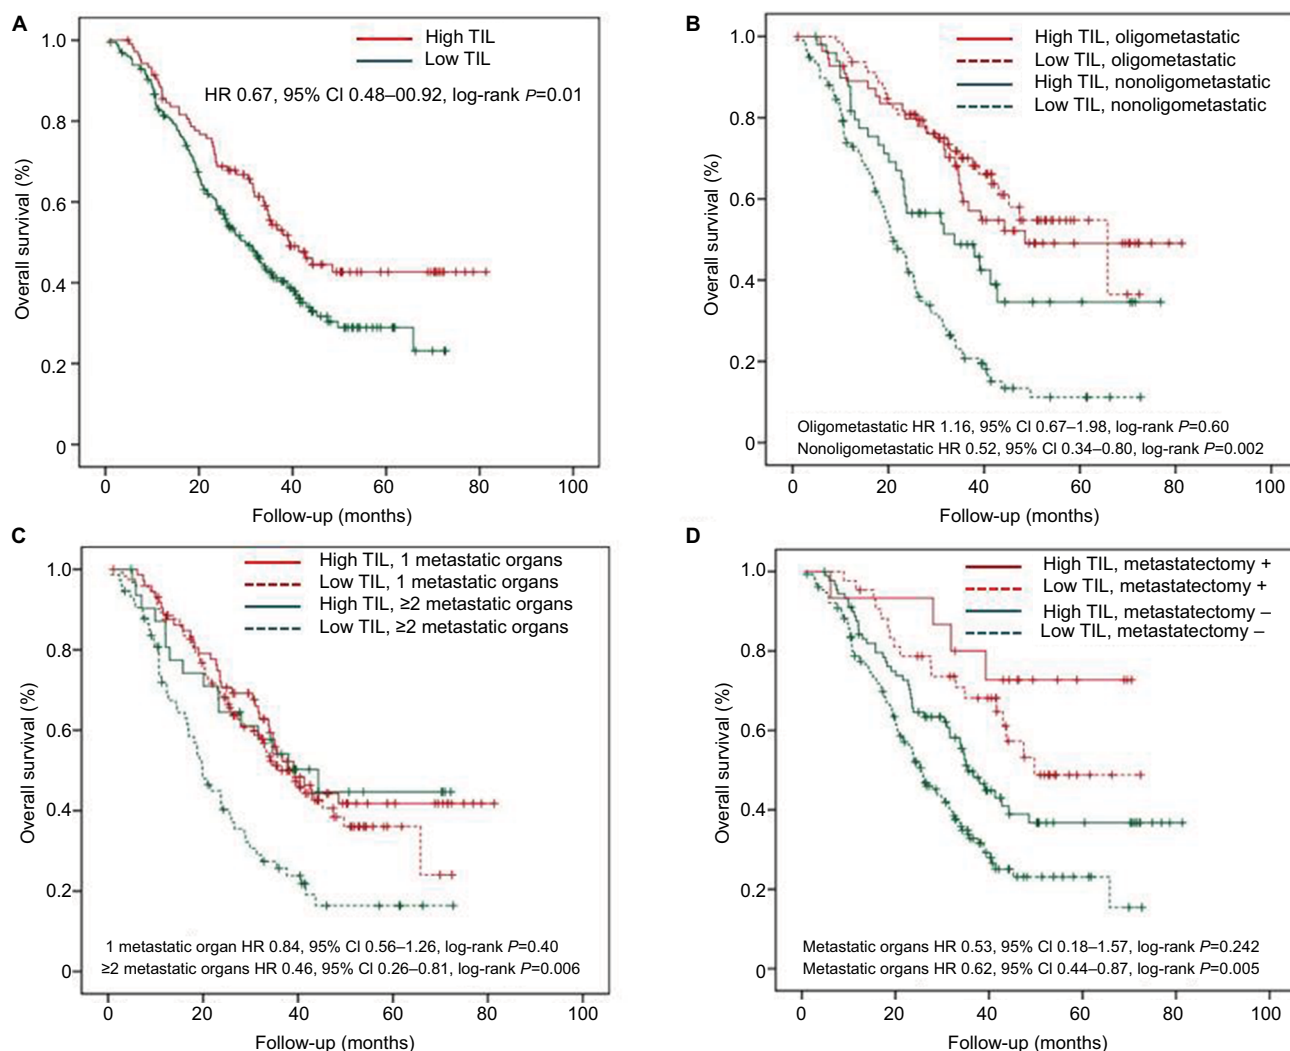 A
High TIL
Low TIL
HR 0.67, 95% CI 0.48–00.92, log-rank P=0.01
Overall survival (%)
1.0
0.8
0.6
0.4
0.2
0
0 20 40 60 80 100
Follow-up (months)
B
High TIL, oligometastatic
Low TIL, oligometastatic
High TIL, nonoligometastatic
Low TIL, nonoligometastatic
Overall survival (%)
1.0
0.8
0.6
0.4
0.2
0
Oligometastatic HR 1.16, 95% CI 0.67–1.98, log-rank P=0.60
Nonoligometastatic HR 0.52, 95% CI 0.34–0.80, log-rank P=0.002
0 20 40 60 80 100
Follow-up (months)
C
High TIL, 1 metastatic organs
Low TIL, 1 metastatic organs
High TIL, ≥2 metastatic organs
Low TIL, ≥2 metastatic organs
Overall survival (%)
1.0
0.8
0.6
0.4
0.2
0
1 metastatic organ HR 0.84, 95% CI 0.56–1.26, log-rank P=0.40
≥2 metastatic organs HR 0.46, 95% CI 0.26–0.81, log-rank P=0.006
0 20 40 60 80 100
Follow-up (months)
D
High TIL, metastatectomy +
Low TIL, metastatectomy +
High TIL, metastatectomy –
Low TIL, metastatectomy –
Overall survival (%)
1.0
0.8
0.6
0.4
0.2
0
Metastatic organs HR 0.53, 95% CI 0.18–1.57, log-rank P=0.242
Metastatic organs HR 0.62, 95% CI 0.44–0.87, log-rank P=0.005
0 20 40 60 80 100
Follow-up (months)